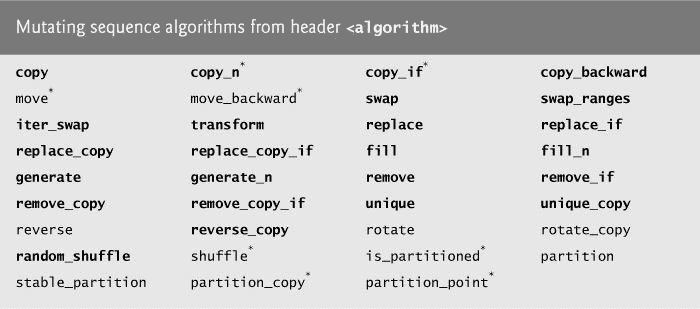 Mutating sequence algorithms from header <algorithm>
copy copy_n* copy_if* copy_backward
move* move_backward* swap swap_ranges
iter_swap transform replace replace_if
replace_copy replace_copy_if fill fill_n
generate generate_n remove remove_if
remove_copy remove_copy_if unique unique_copy
reverse reverse_copy rotate rotate_copy
random_shuffle shuffle* is_partitioned* partition
stable_partition partition_copy* partition_point*